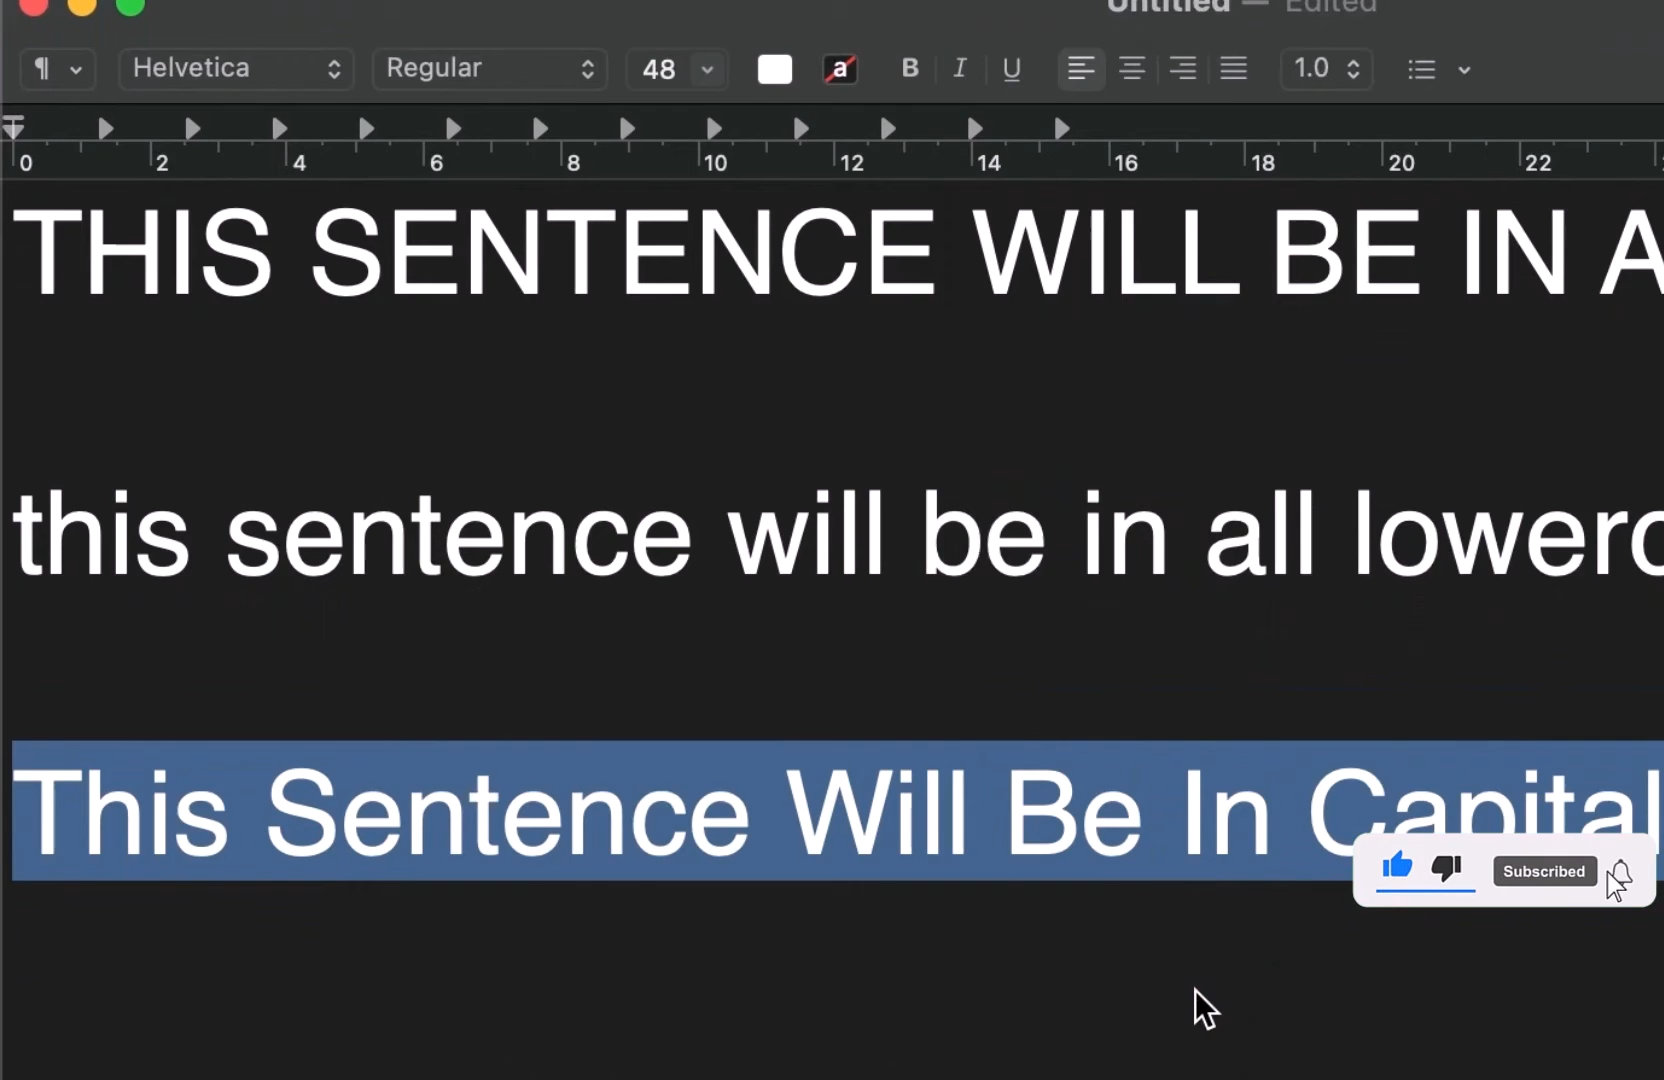 Untitled — Edited
¶ Helvetica Regular 48 a B I U 1.0
0 2 4 6 8 10 12 14 16 18 20 22
THIS SENTENCE WILL BE IN A
this sentence will be in all lowerc
This Sentence Will Be In Capital
Subscribed